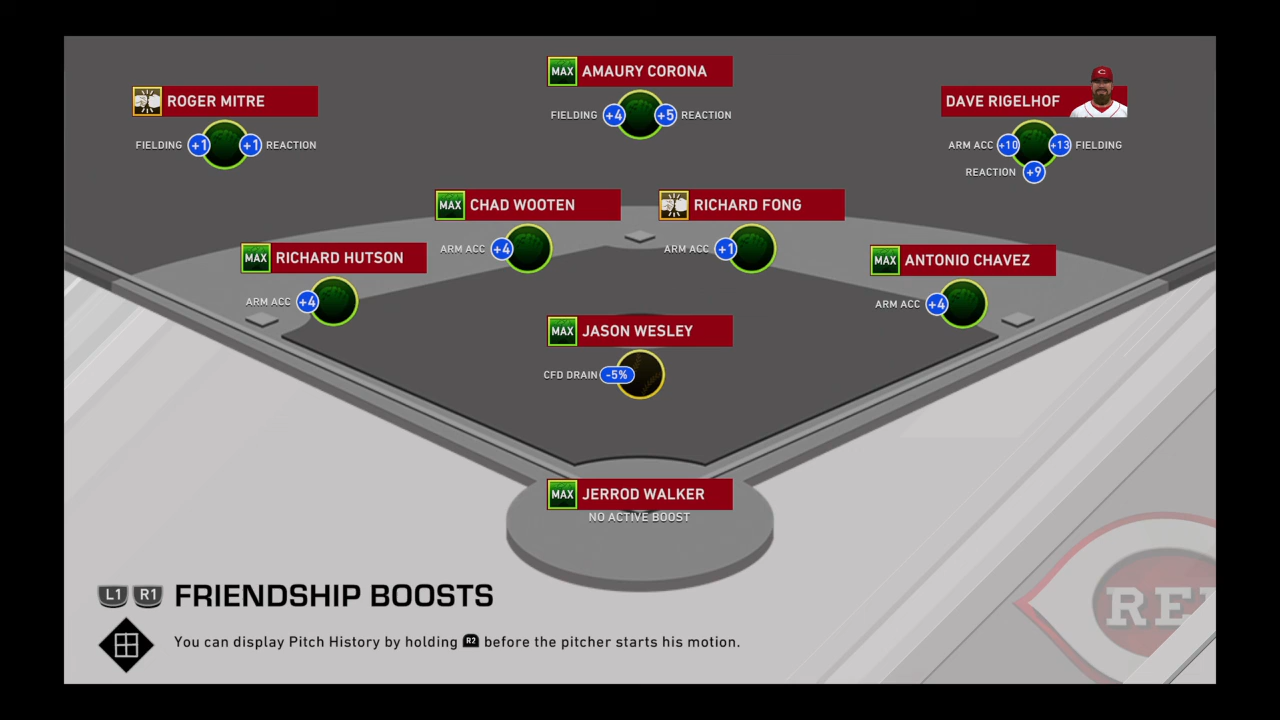 MAX AMAURY CORONA
FIELDING +4 +5 REACTION
ROGER MITRE
FIELDING +1 +1 REACTION
DAVE RIGELHOF
ARM ACC +10 +13 FIELDING
REACTION +9
MAX CHAD WOOTEN
ARM ACC +4
RICHARD FONG
ARM ACC +1
MAX RICHARD HUTSON
ARM ACC +4
MAX ANTONIO CHAVEZ
ARM ACC +4
MAX JASON WESLEY
CFD DRAIN -5%
MAX JERROD WALKER
NO ACTIVE BOOST
L1 R1 FRIENDSHIP BOOSTS
You can display Pitch History by holding R2 before the pitcher starts his motion.